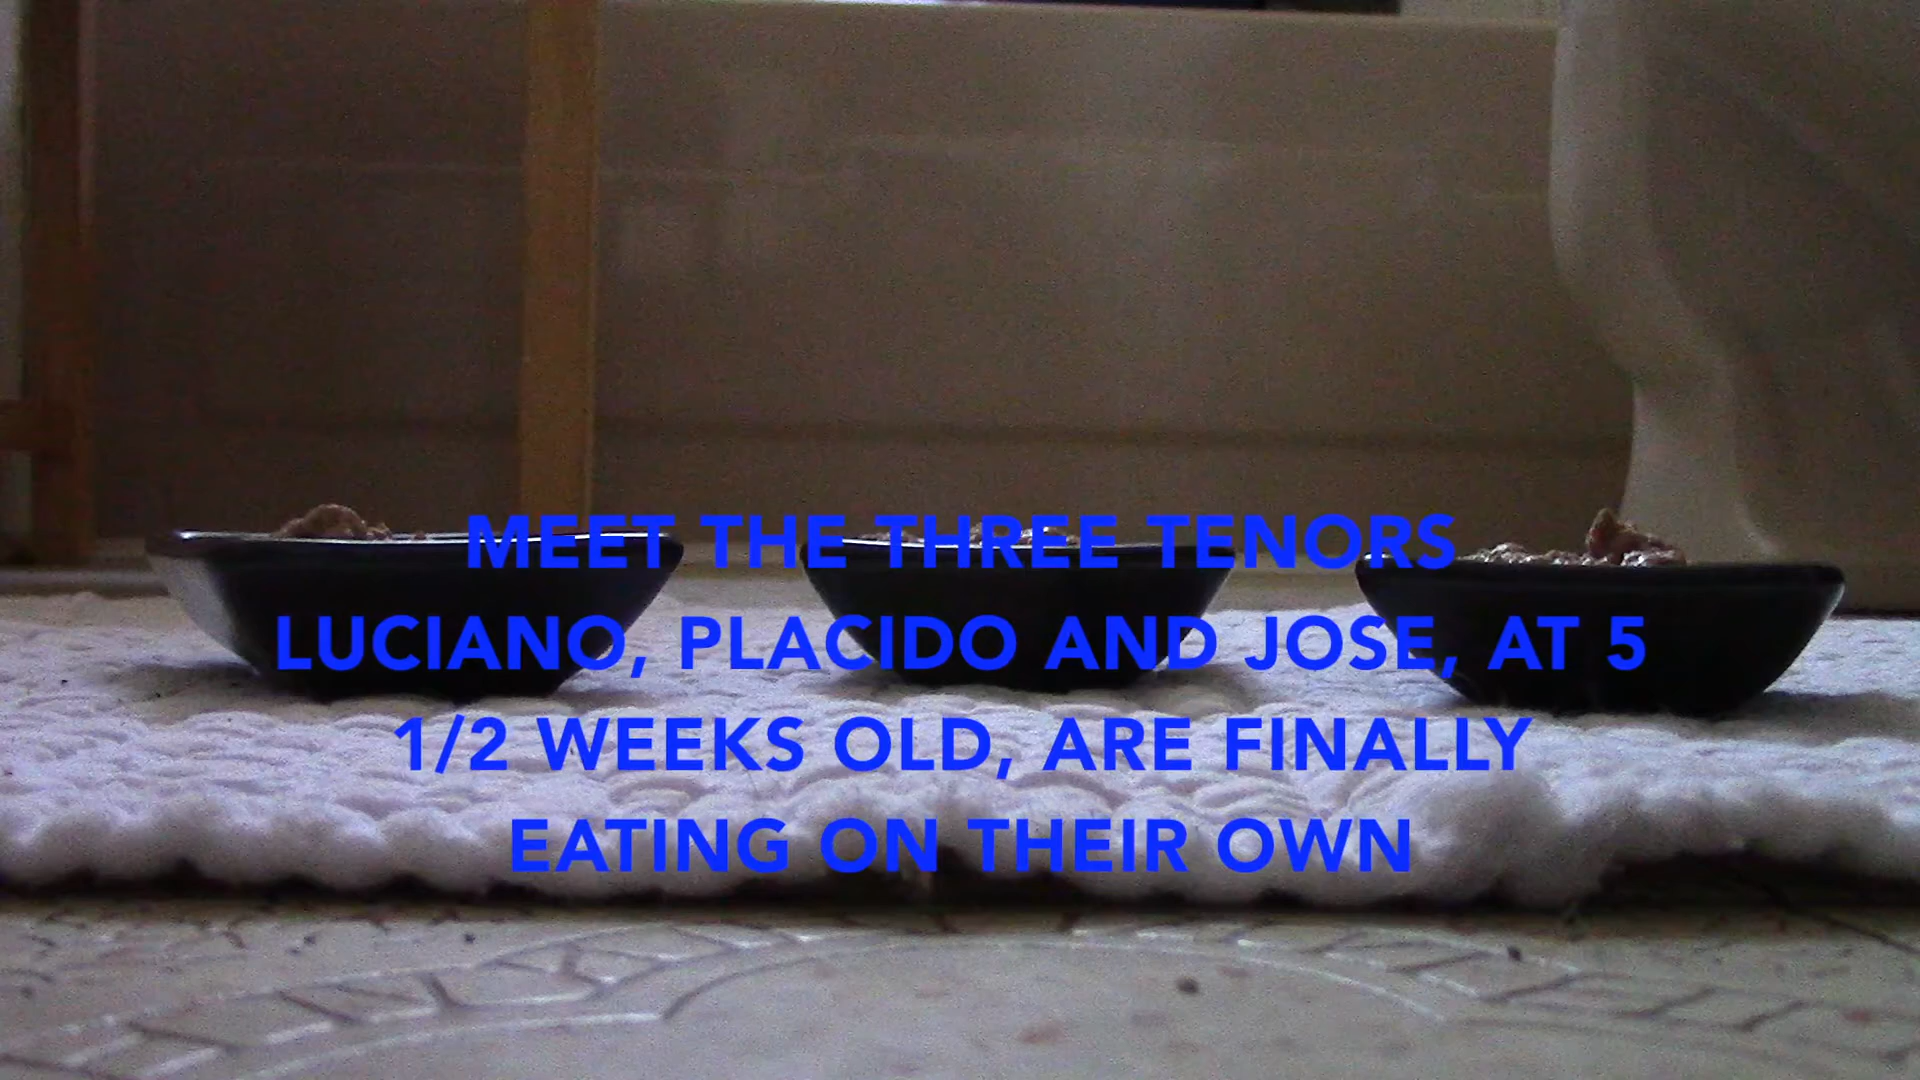 MEET THE THREE TENORS
LUCIANO, PLACIDO AND JOSE, AT 5
1/2 WEEKS OLD, ARE FINALLY
EATING ON THEIR OWN